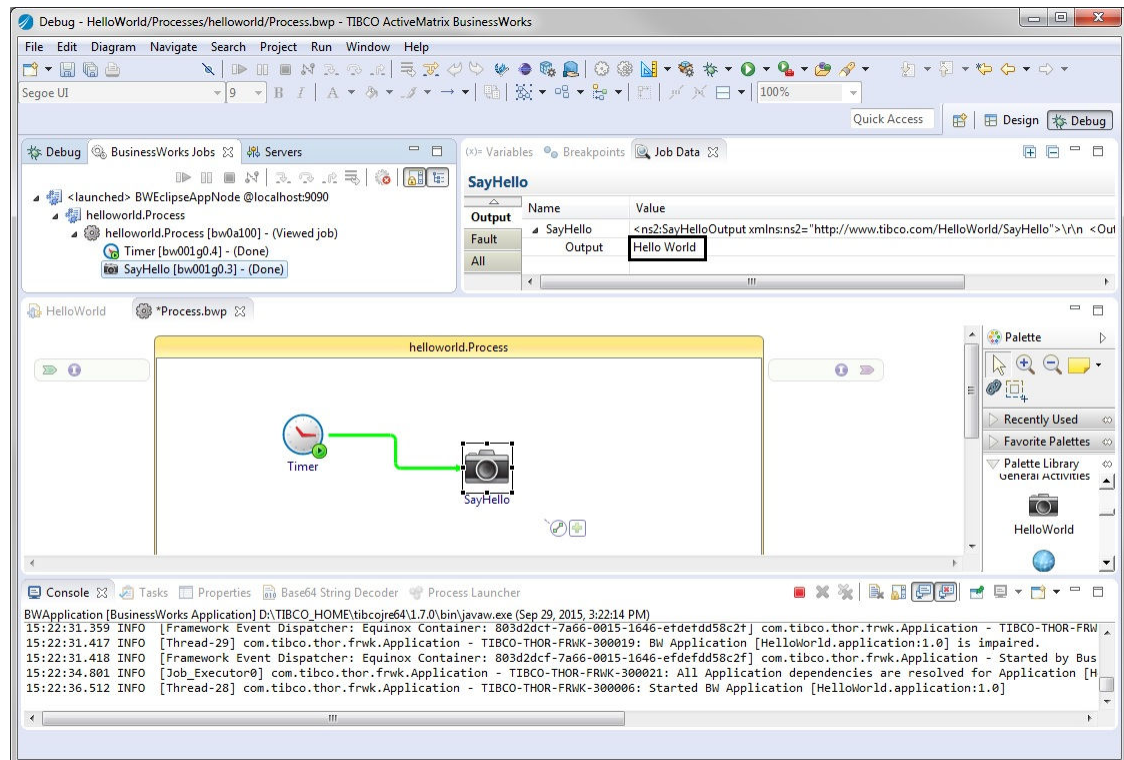 Debug - HelloWorld/Processes/helloworld/Process.bwp - TIBCO ActiveMatrix BusinessWorks
File Edit Diagram Navigate Search Project Run Window Help
Segoe UI 9 B I A 100%
Quick Access Design Debug
Debug BusinessWorks Jobs Servers
(x)= Variables Breakpoints Job Data
<launched> BWEclipseAppNode @localhost:9090
helloworld.Process
helloworld.Process [bw0a100] - (Viewed job)
Timer [bw001g0.4] - (Done)
SayHello [bw001g0.3] - (Done)
SayHello
Output
Fault
All
Name Value
SayHello <ns2:SayHelloOutput xmlns:ns2="http://www.tibco.com/HelloWorld/SayHello">\r\n <Out
Output Hello World
HelloWorld *Process.bwp
helloworld.Process
Timer
SayHello
Palette
Recently Used
Favorite Palettes
Palette Library
General Activities
HelloWorld
Console Tasks Properties Base64 String Decoder Process Launcher
BWApplication [BusinessWorks Application] D:\TIBCO_HOME\tibcojre64\1.7.0\bin\javaw.exe (Sep 29, 2015, 3:22:14 PM)
15:22:31.359 INFO [Framework Event Dispatcher: Equinox Container: 803d2dcf-7a66-0015-1646-efdefdd58c2f] com.tibco.thor.frwk.Application - TIBCO-THOR-FRW
15:22:31.417 INFO [Thread-29] com.tibco.thor.frwk.Application - TIBCO-THOR-FRWK-300019: BW Application [HelloWorld.application:1.0] is impaired.
15:22:31.418 INFO [Framework Event Dispatcher: Equinox Container: 803d2dcf-7a66-0015-1646-efdefdd58c2f] com.tibco.thor.frwk.Application - Started by Bus
15:22:34.801 INFO [Job_Executor0] com.tibco.thor.frwk.Application - TIBCO-THOR-FRWK-300021: All Application dependencies are resolved for Application [H
15:22:36.512 INFO [Thread-28] com.tibco.thor.frwk.Application - TIBCO-THOR-FRWK-300006: Started BW Application [HelloWorld.application:1.0]